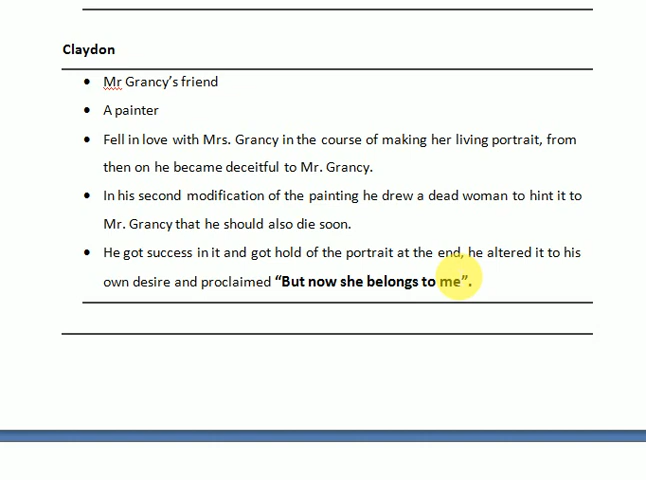 Claydon
• Mr Grancy's friend
• A painter
• Fell in love with Mrs. Grancy in the course of making her living portrait, from
then on he became deceitful to Mr. Grancy.
• In his second modification of the painting he drew a dead woman to hint it to
Mr. Grancy that he should also die soon.
• He got success in it and got hold of the portrait at the end, he altered it to his
own desire and proclaimed “But now she belongs to me”.